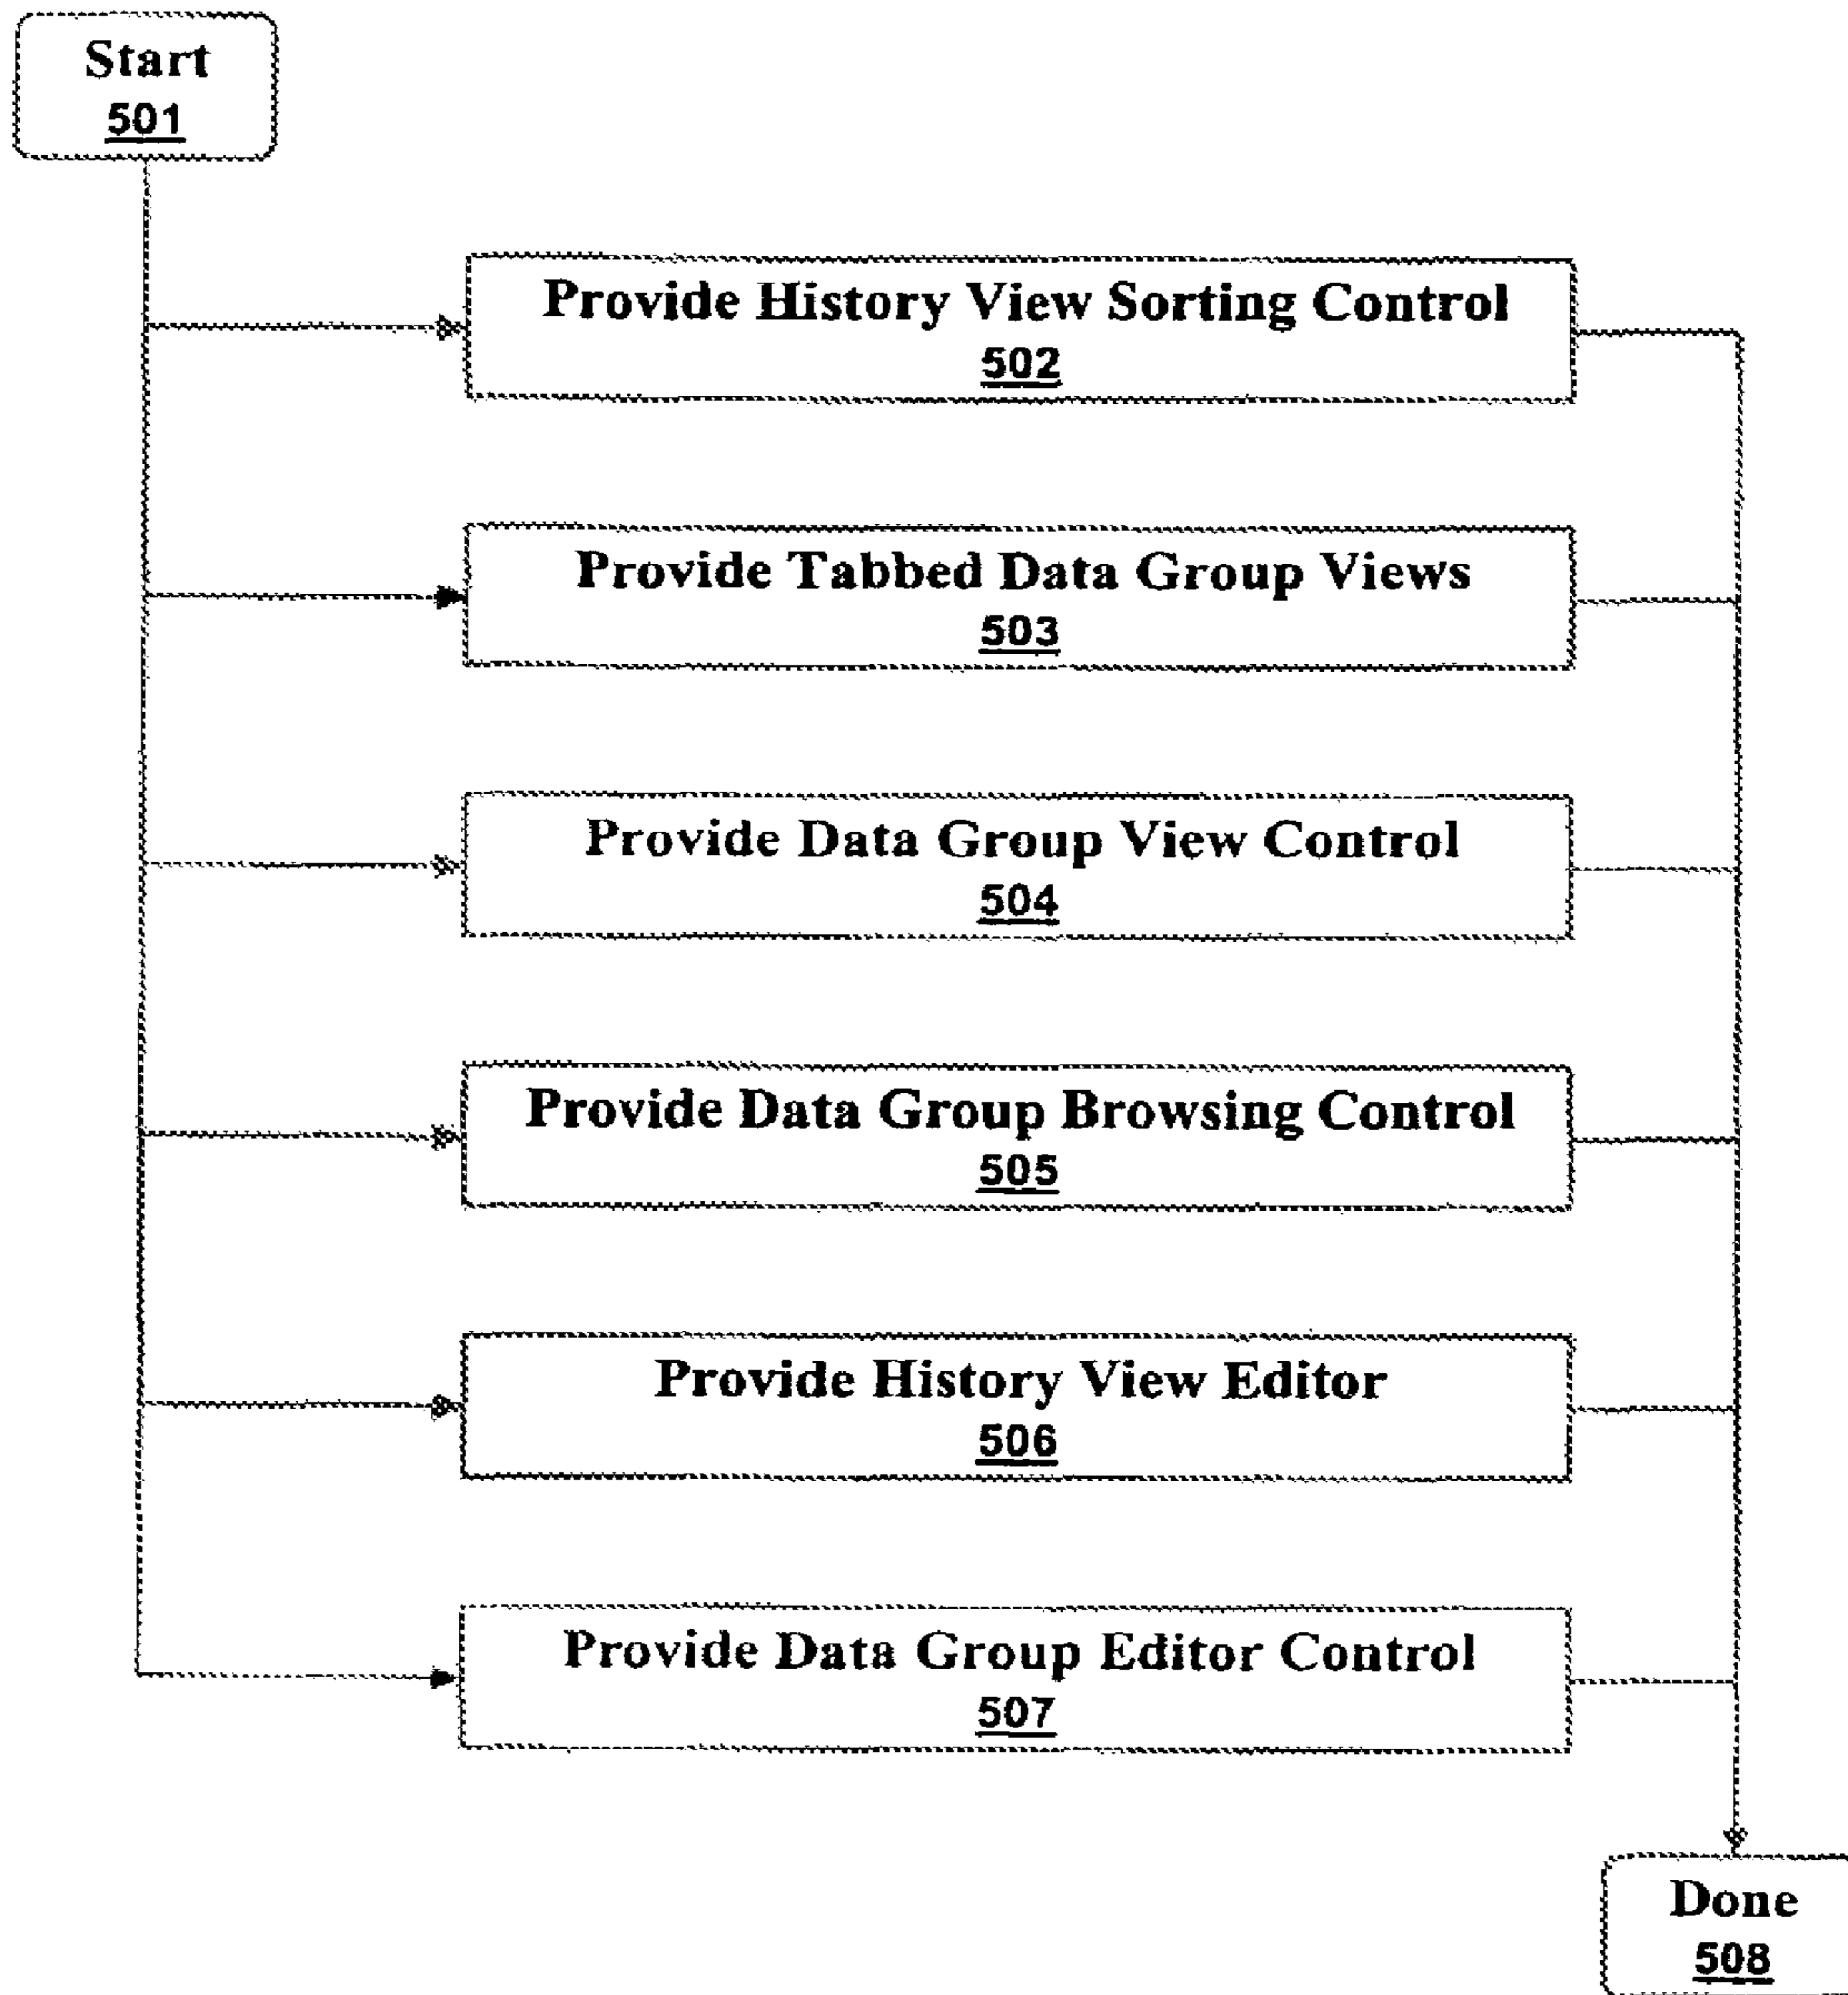 Start
501
Provide History View Sorting Control
502
Provide Tabbed Data Group Views
503
Provide Data Group View Control
504
Provide Data Group Browsing Control
505
Provide History View Editor
506
Provide Data Group Editor Control
507
Done
508